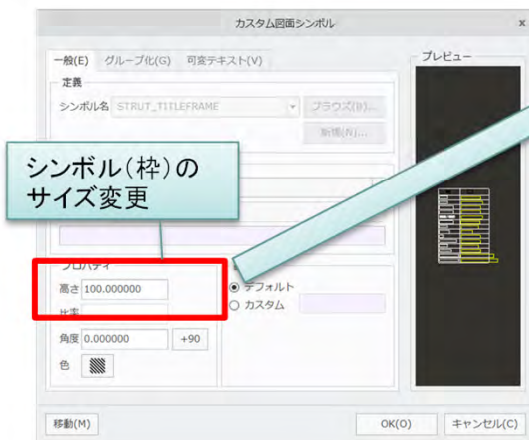 カスタム図面シンボル
x
一般(E) グループ化(G) 可変テキスト(V)
プレビュー
定義
シンボル名 STRUT_TITLEFRAME
ブラウズ(B)...
新規(N)...
シンボル(枠)の
サイズ変更
プロパティ
高さ 100.000000
比率
デフォルト
カスタム
角度 0.000000 +90
色
移動(M)
OK(O) キャンセル(C)